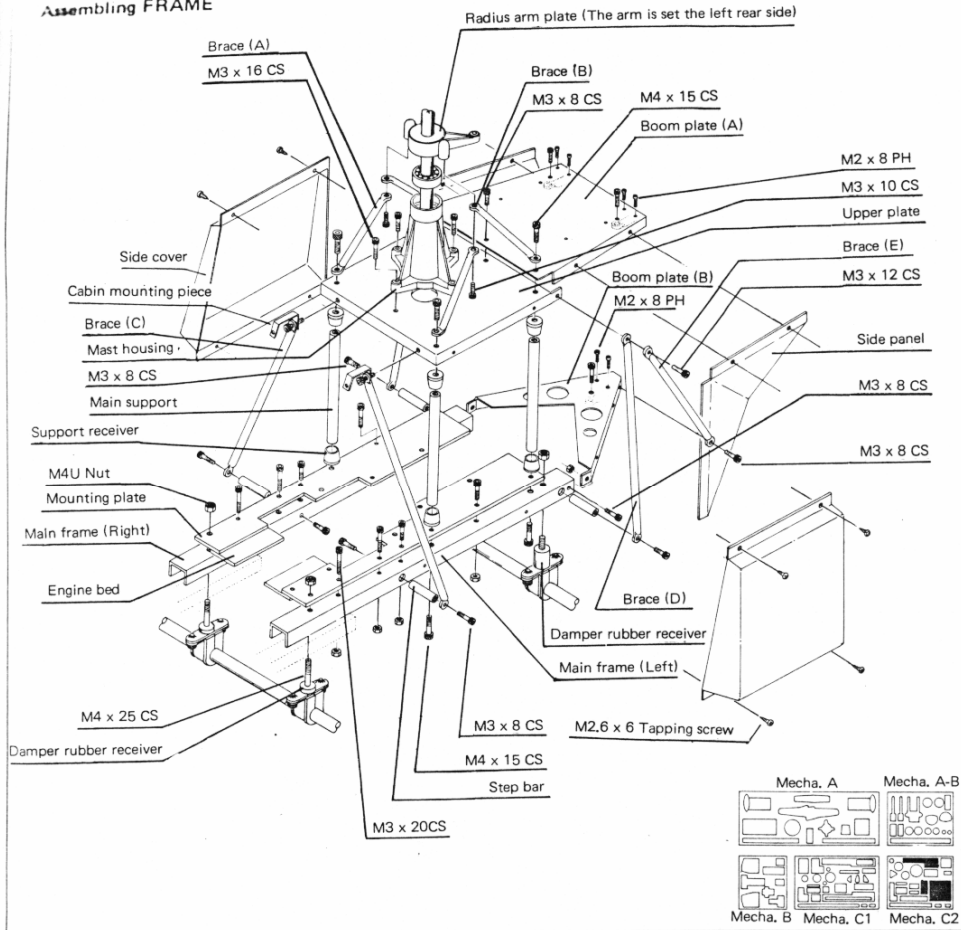 Assembling FRAME
Radius arm plate (The arm is set the left rear side)
Brace (A)
M3 x 16 CS
Brace (B)
M3 x 8 CS
M4 x 15 CS
Boom plate (A)
M2 x 8 PH
M3 x 10 CS
Upper plate
Side cover
Brace (E)
Boom plate (B)
M3 x 12 CS
Cabin mounting piece
M2 x 8 PH
Brace (C)
Side panel
Mast housing
M3 x 8 CS
M3 x 8 CS
Main support
Support receiver
M3 x 8 CS
M4U Nut
Mounting plate
Main frame (Right)
Engine bed
Brace (D)
Damper rubber receiver
Main frame (Left)
M4 x 25 CS
M3 x 8 CS
M2.6 x 6 Tapping screw
Damper rubber receiver
M4 x 15 CS
Step bar
M3 x 20CS
Mecha. A
Mecha. A-B
Mecha. B
Mecha. C1
Mecha. C2